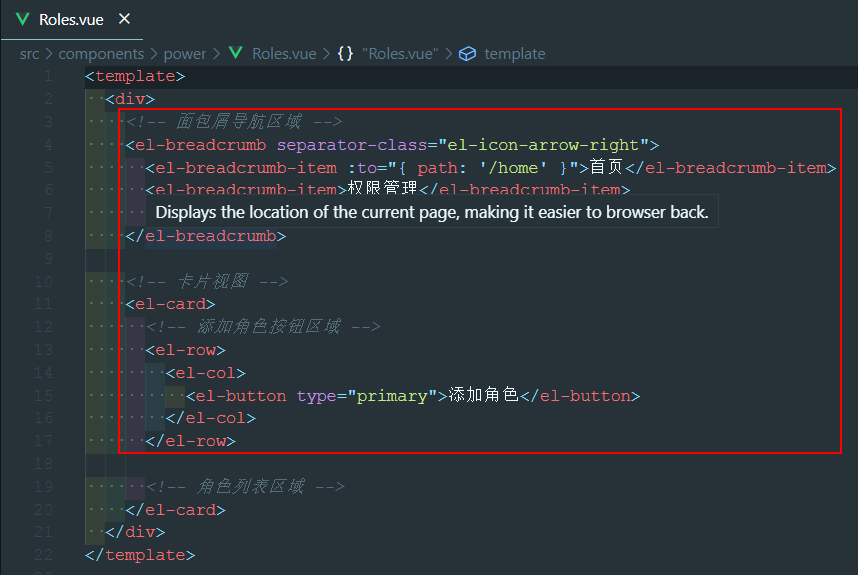 Roles.vue ×
src > components > power > Roles.vue > {} "Roles.vue" > template
1 <template>
2 <div>
3 <!-- 面包屑导航区域 -->
4 <el-breadcrumb separator-class="el-icon-arrow-right">
5 <el-breadcrumb-item :to="{ path: '/home' }">首页</el-breadcrumb-item>
6 <el-breadcrumb-item>权限管理</el-breadcrumb-item>
7 Displays the location of the current page, making it easier to browser back.
8 </el-breadcrumb>
9
10 <!-- 卡片视图 -->
11 <el-card>
12 <!-- 添加角色按钮区域 -->
13 <el-row>
14 <el-col>
15 <el-button type="primary">添加角色</el-button>
16 </el-col>
17 </el-row>
18
19 <!-- 角色列表区域 -->
20 </el-card>
21 </div>
22 </template>